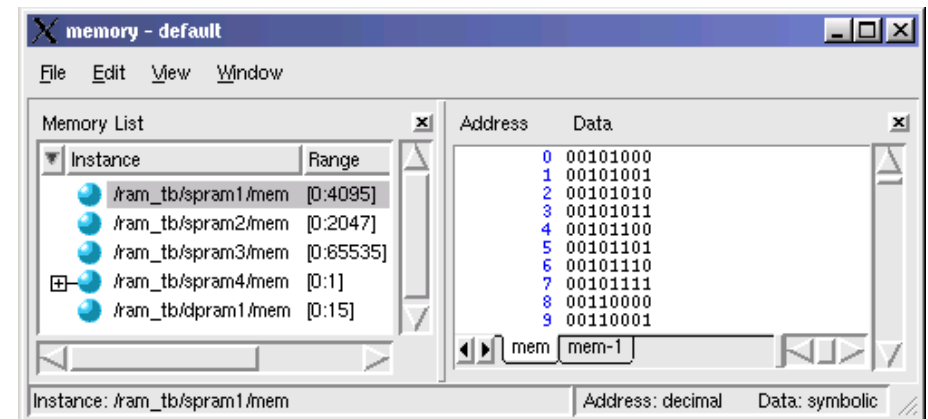 memory - default
File Edit View Window
Memory List
Instance Range
/ram_tb/spram1/mem [0:4095]
/ram_tb/spram2/mem [0:2047]
/ram_tb/spram3/mem [0:65535]
/ram_tb/spram4/mem [0:1]
/ram_tb/dpram1/mem [0:15]
Address Data
0 00101000
1 00101001
2 00101010
3 00101011
4 00101100
5 00101101
6 00101110
7 00101111
8 00110000
9 00110001
mem mem-1
Instance: /ram_tb/spram1/mem Address: decimal Data: symbolic